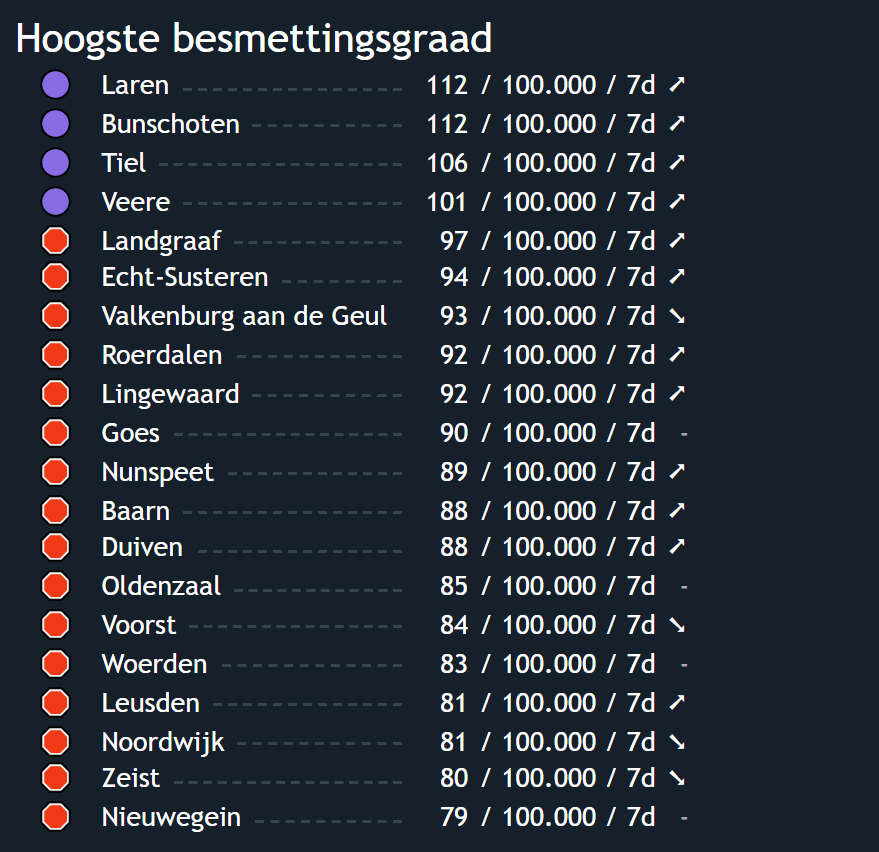 Hoogste besmettingsgraad
Laren 112 / 100.000 / 7d ➚
Bunschoten 112 / 100.000 / 7d ➚
Tiel 106 / 100.000 / 7d ➚
Veere 101 / 100.000 / 7d ➚
Landgraaf 97 / 100.000 / 7d ➚
Echt-Susteren 94 / 100.000 / 7d ➚
Valkenburg aan de Geul 93 / 100.000 / 7d ➘
Roerdalen 92 / 100.000 / 7d ➚
Lingewaard 92 / 100.000 / 7d ➚
Goes 90 / 100.000 / 7d -
Nunspeet 89 / 100.000 / 7d ➚
Baarn 88 / 100.000 / 7d ➚
Duiven 88 / 100.000 / 7d ➚
Oldenzaal 85 / 100.000 / 7d -
Voorst 84 / 100.000 / 7d ➘
Woerden 83 / 100.000 / 7d -
Leusden 81 / 100.000 / 7d ➚
Noordwijk 81 / 100.000 / 7d ➘
Zeist 80 / 100.000 / 7d ➘
Nieuwegein 79 / 100.000 / 7d -